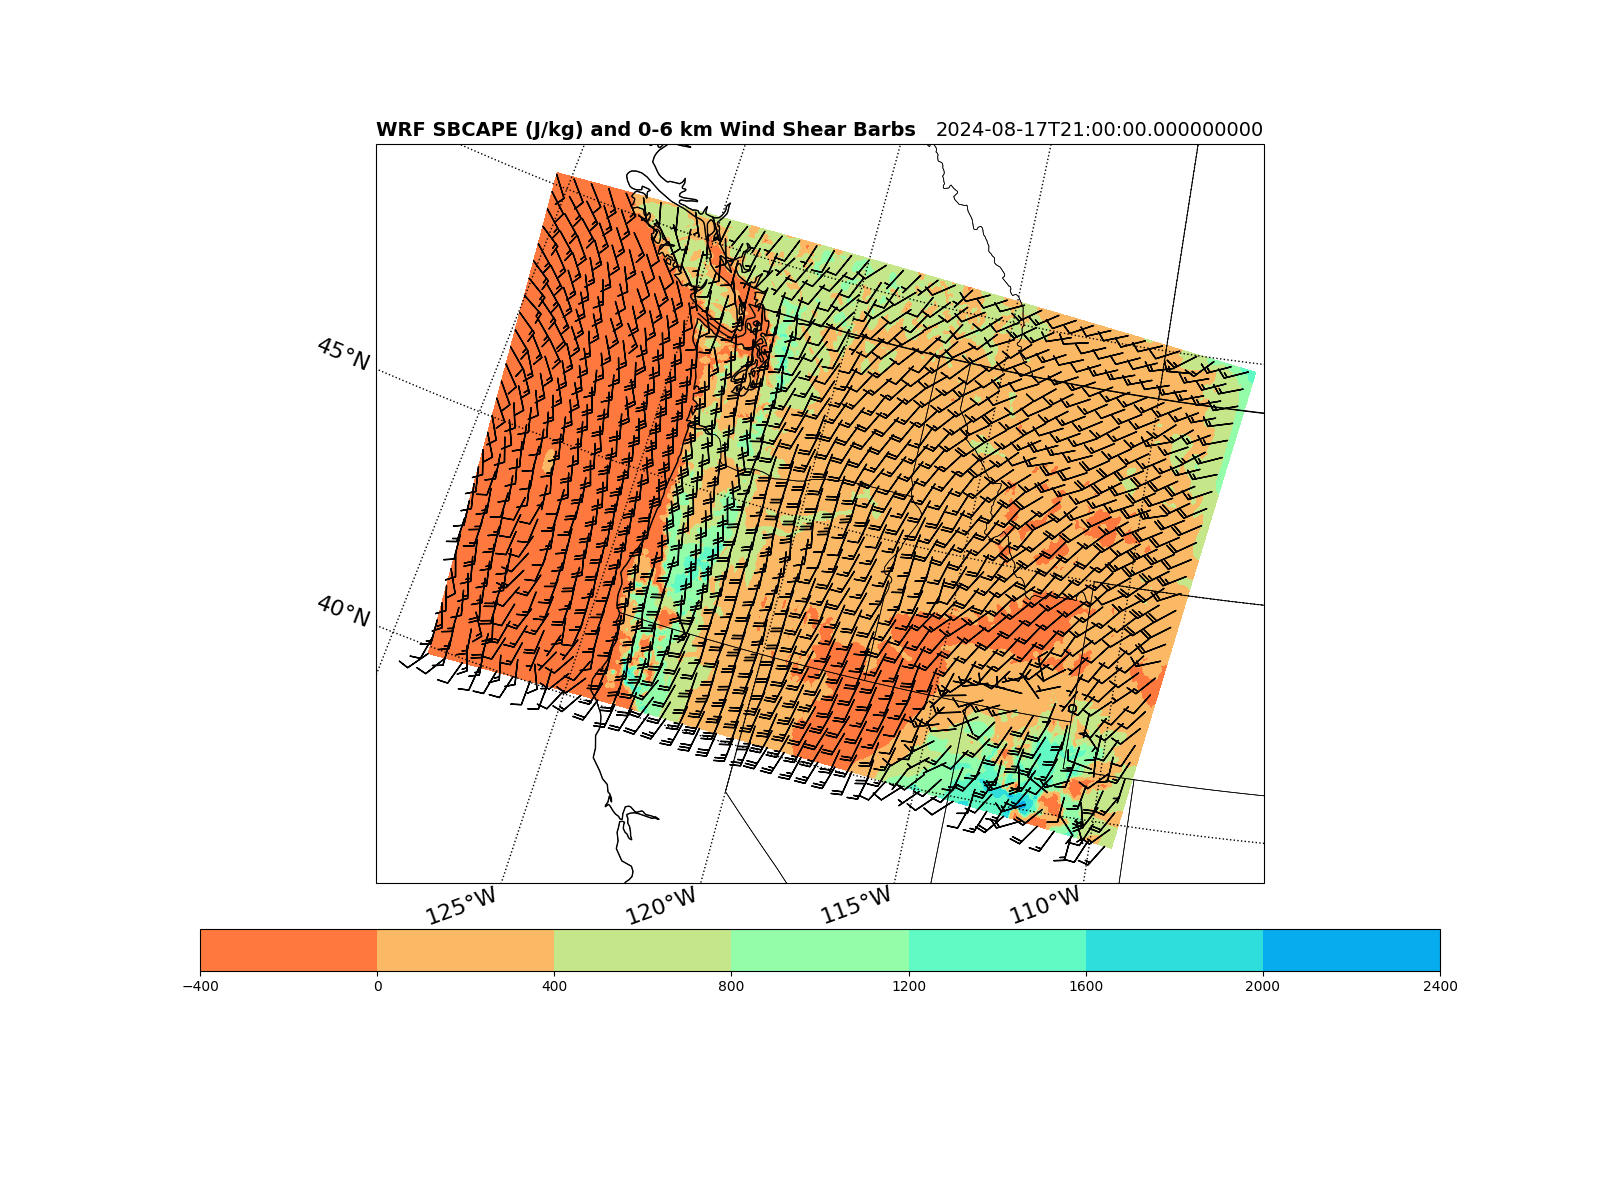 WRF SBCAPE (J/kg) and 0-6 km Wind Shear Barbs 2024-08-17T21:00:00.000000000
45°N
40°N
125°W 120°W 115°W 110°W
−400 0 400 800 1200 1600 2000 2400